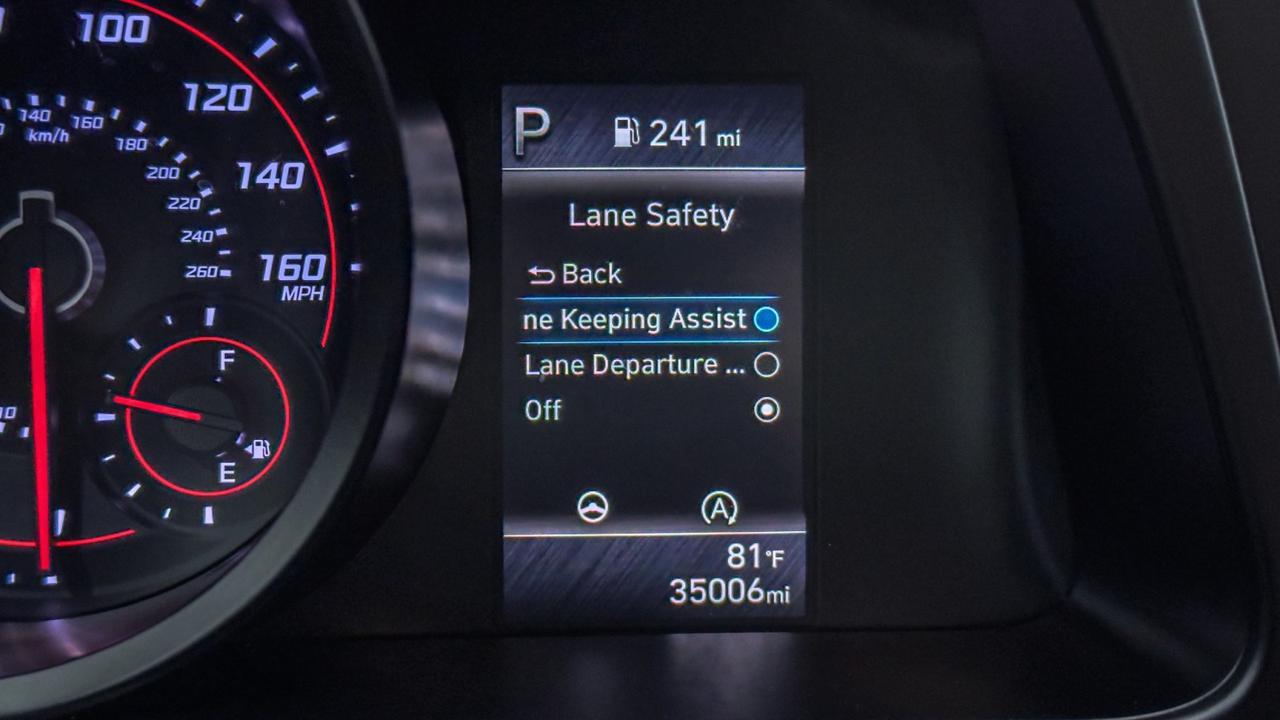 100
120
140
160
MPH
140
160
km/h
180
200
220
240
260
F
E
P
241 mi
Lane Safety
Back
ne Keeping Assist
Lane Departure ...
Off
A
81°F
35006mi